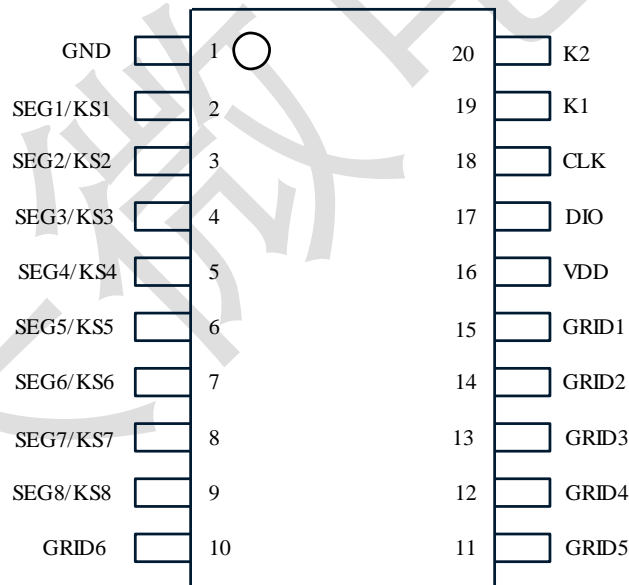 GND 1 20 K2
SEG1/KS1 2 19 K1
SEG2/KS2 3 18 CLK
SEG3/KS3 4 17 DIO
SEG4/KS4 5 16 VDD
SEG5/KS5 6 15 GRID1
SEG6/KS6 7 14 GRID2
SEG7/KS7 8 13 GRID3
SEG8/KS8 9 12 GRID4
GRID6 10 11 GRID5
微